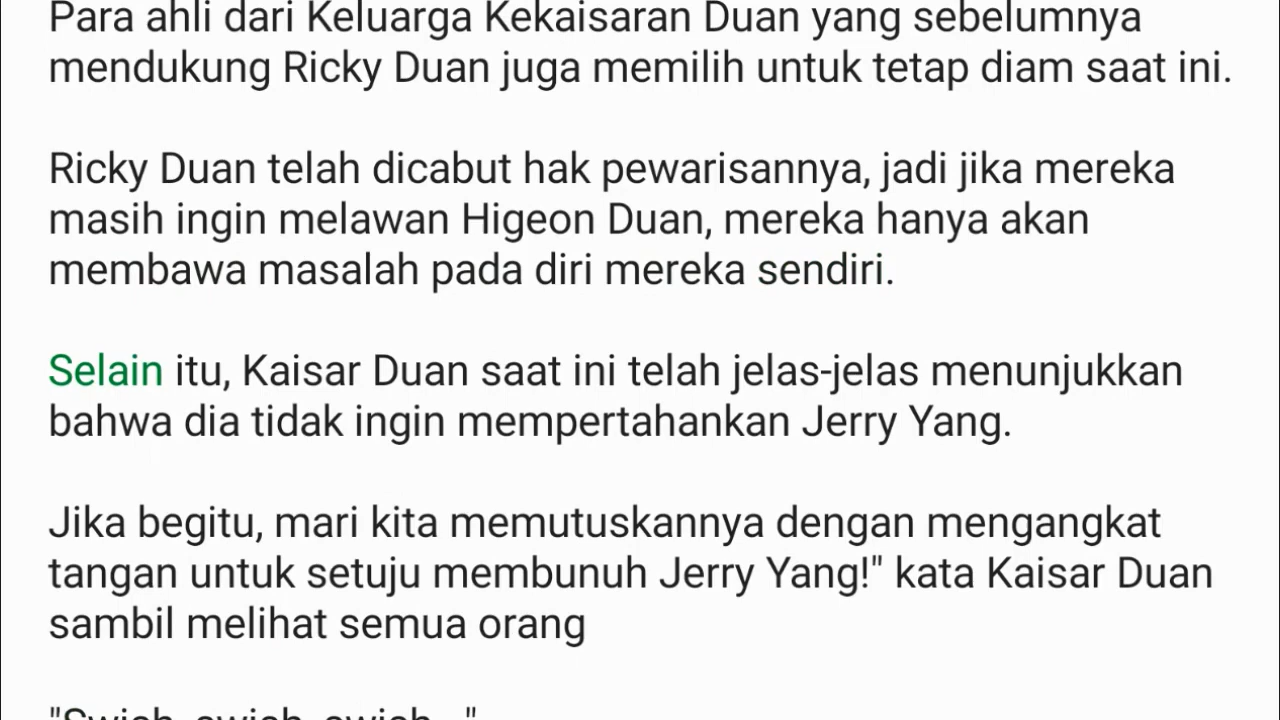 Para ahli dari Keluarga Kekaisaran Duan yang sebelumnya
mendukung Ricky Duan juga memilih untuk tetap diam saat ini.
Ricky Duan telah dicabut hak pewarisannya, jadi jika mereka
masih ingin melawan Higeon Duan, mereka hanya akan
membawa masalah pada diri mereka sendiri.
Selain itu, Kaisar Duan saat ini telah jelas-jelas menunjukkan
bahwa dia tidak ingin mempertahankan Jerry Yang.
Jika begitu, mari kita memutuskannya dengan mengangkat
tangan untuk setuju membunuh Jerry Yang!" kata Kaisar Duan
sambil melihat semua orang
"Swish, swish, swish..."